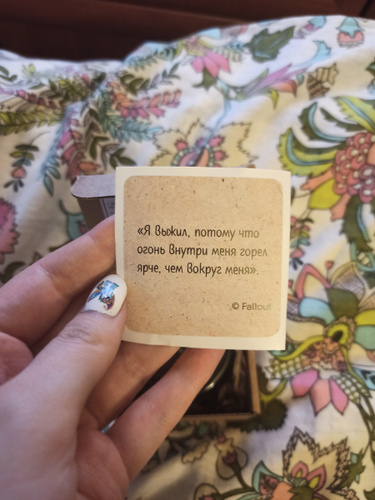 «Я выжил, потому что
огонь внутри меня горел
ярче, чем вокруг меня».
© Fallout